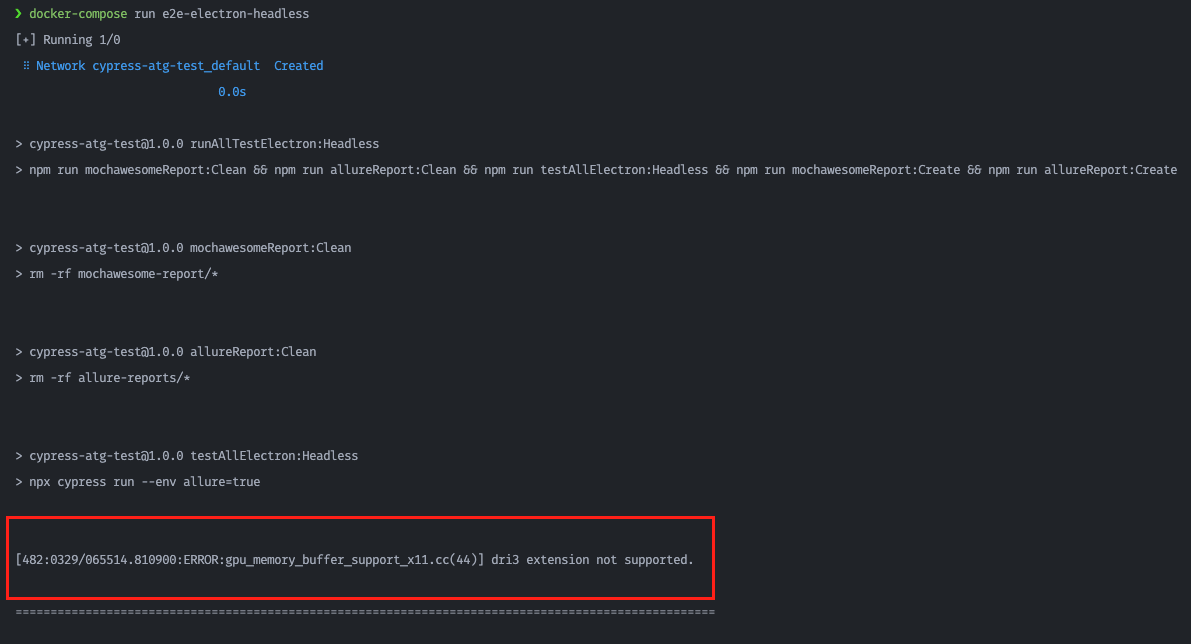 ❯ docker-compose run e2e-electron-headless
[+] Running 1/0
⠿ Network cypress-atg-test_default  Created
0.0s
> cypress-atg-test@1.0.0 runAllTestElectron:Headless
> npm run mochawesomeReport:Clean && npm run allureReport:Clean && npm run testAllElectron:Headless && npm run mochawesomeReport:Create && npm run allureReport:Create
> cypress-atg-test@1.0.0 mochawesomeReport:Clean
> rm -rf mochawesome-report/*
> cypress-atg-test@1.0.0 allureReport:Clean
> rm -rf allure-reports/*
> cypress-atg-test@1.0.0 testAllElectron:Headless
> npx cypress run --env allure=true
[482:0329/065514.810900:ERROR:gpu_memory_buffer_support_x11.cc(44)] dri3 extension not supported.
====================================================================================================